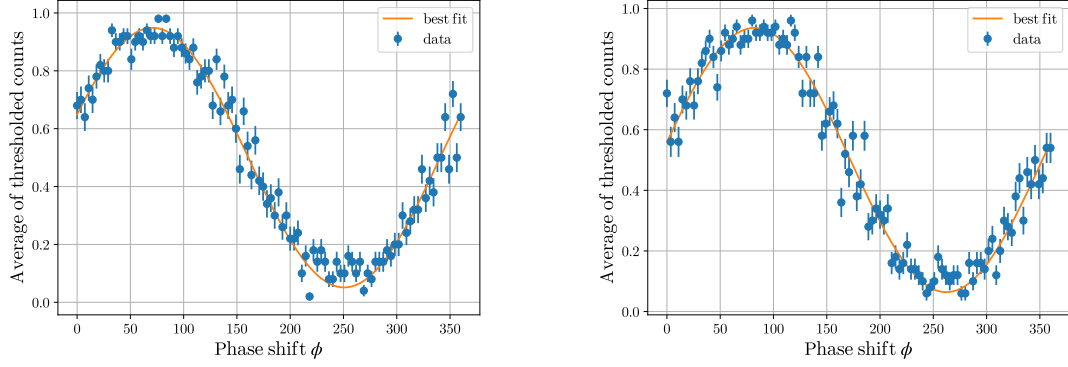 1.0
0.8
0.6
0.4
0.2
0.0
0 50 100 150 200 250 300 350
Average of thresholded counts
Phase shift ϕ
best fit
data
1.0
0.8
0.6
0.4
0.2
0.0
0 50 100 150 200 250 300 350
Average of thresholded counts
Phase shift ϕ
best fit
data